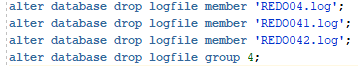 alter database drop logfile member 'REDO04.log';
alter database drop logfile member 'REDO041.log';
alter database drop logfile member 'REDO042.log';
alter database drop logfile group 4;